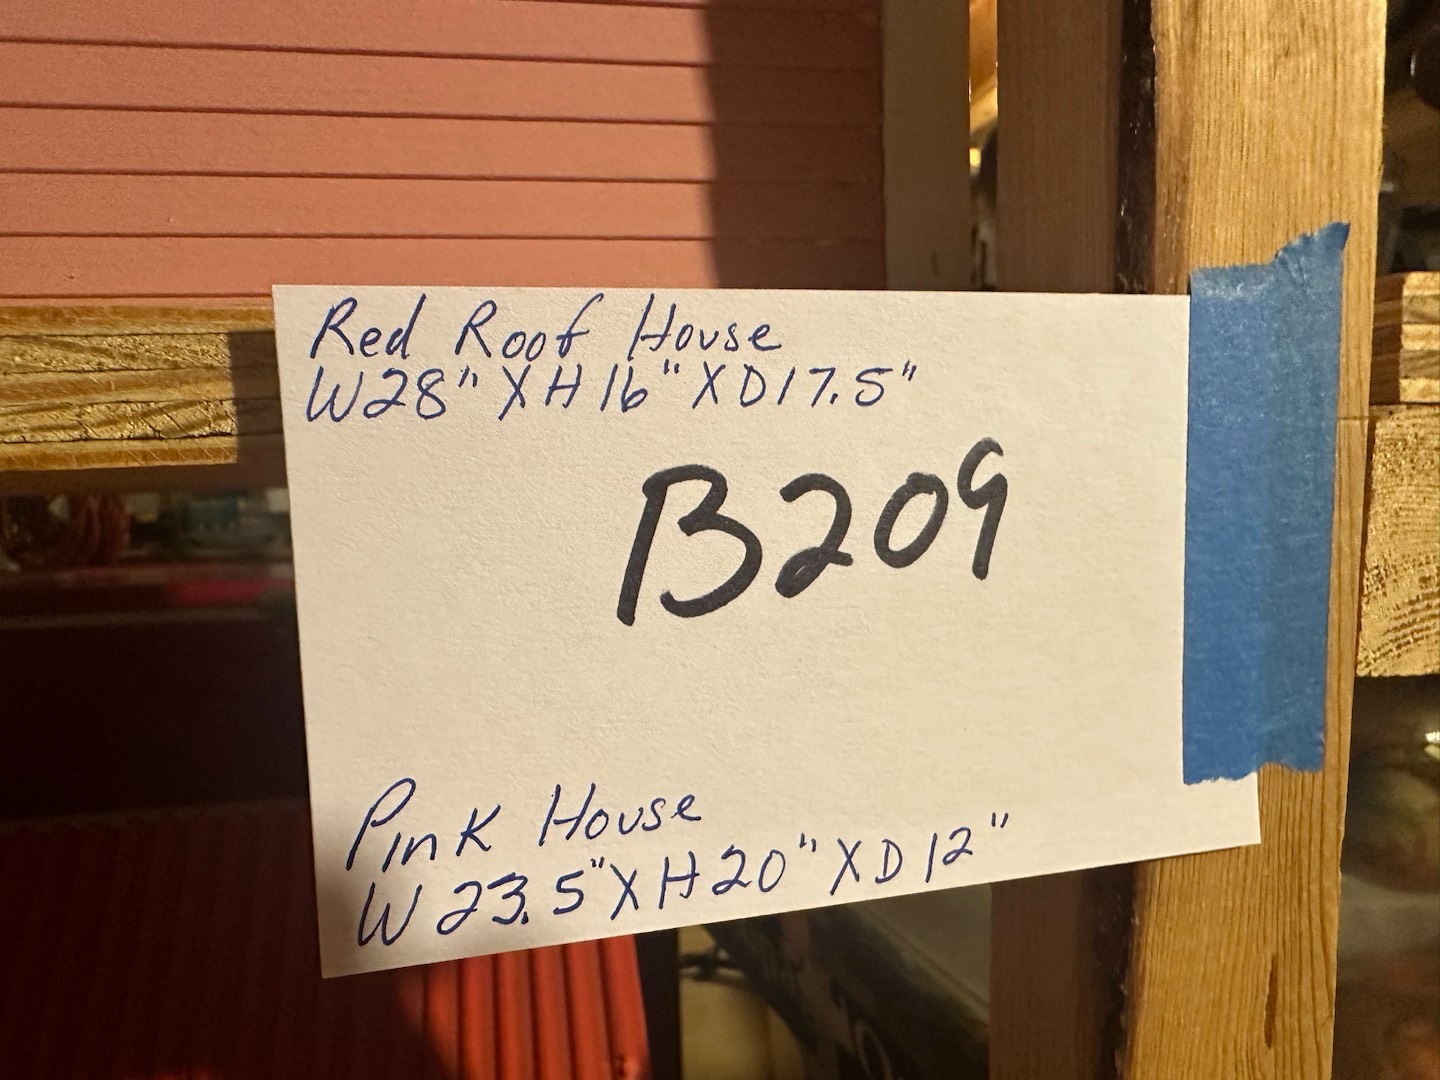 Red Roof House
W28" X H16" X D17.5"
B209
Pink House
W23.5" X H20" X D12"